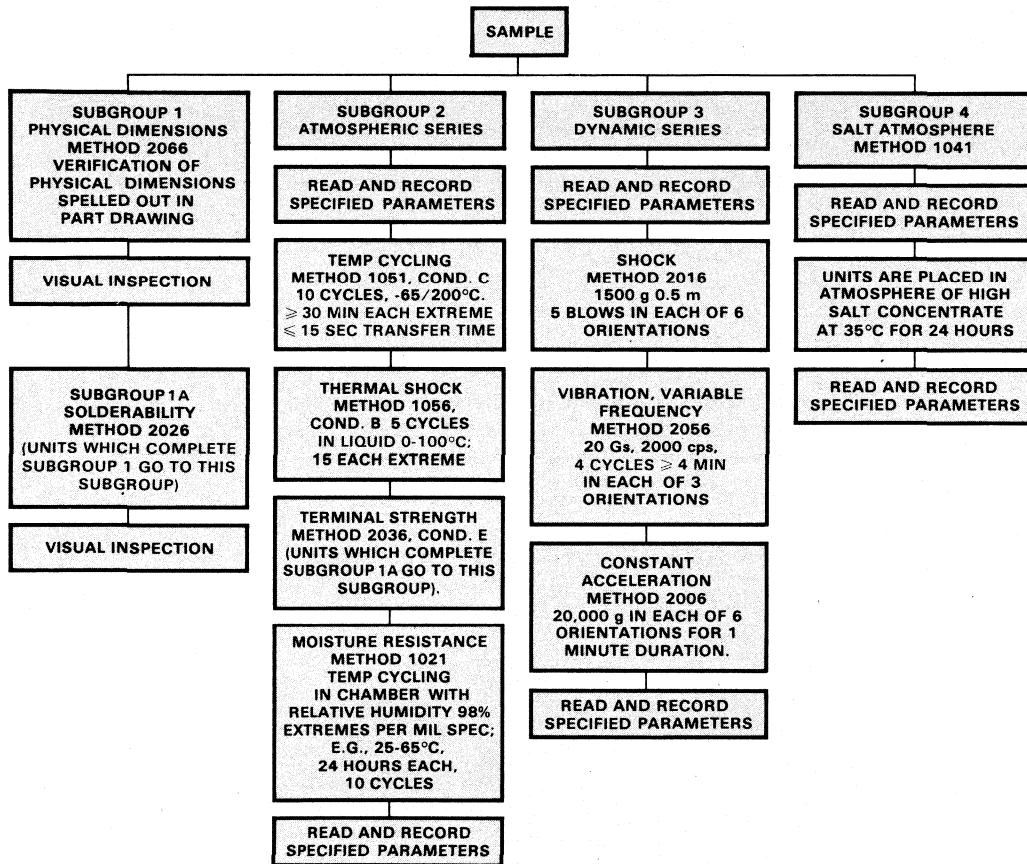 SAMPLE
SUBGROUP 1
PHYSICAL DIMENSIONS
METHOD 2066
VERIFICATION OF
PHYSICAL DIMENSIONS
SPELLED OUT IN
PART DRAWING
VISUAL INSPECTION
SUBGROUP 1A
SOLDERABILITY
METHOD 2026
(UNITS WHICH COMPLETE
SUBGROUP 1 GO TO THIS
SUBGROUP)
VISUAL INSPECTION
SUBGROUP 2
ATMOSPHERIC SERIES
READ AND RECORD
SPECIFIED PARAMETERS
TEMP CYCLING
METHOD 1051, COND. C
10 CYCLES, -65/200°C.
⩾ 30 MIN EACH EXTREME
⩽ 15 SEC TRANSFER TIME
THERMAL SHOCK
METHOD 1056,
COND. B 5 CYCLES
IN LIQUID 0-100°C;
15 EACH EXTREME
TERMINAL STRENGTH
METHOD 2036, COND. E
(UNITS WHICH COMPLETE
SUBGROUP 1A GO TO THIS
SUBGROUP).
MOISTURE RESISTANCE
METHOD 1021
TEMP CYCLING
IN CHAMBER WITH
RELATIVE HUMIDITY 98%
EXTREMES PER MIL SPEC;
E.G., 25-65°C,
24 HOURS EACH,
10 CYCLES
READ AND RECORD
SPECIFIED PARAMETERS
SUBGROUP 3
DYNAMIC SERIES
READ AND RECORD
SPECIFIED PARAMETERS
SHOCK
METHOD 2016
1500 g 0.5 m
5 BLOWS IN EACH OF 6
ORIENTATIONS
VIBRATION, VARIABLE
FREQUENCY
METHOD 2056
20 Gs, 2000 cps,
4 CYCLES ⩾ 4 MIN
IN EACH OF 3
ORIENTATIONS
CONSTANT
ACCELERATION
METHOD 2006
20,000 g IN EACH OF 6
ORIENTATIONS FOR 1
MINUTE DURATION.
READ AND RECORD
SPECIFIED PARAMETERS
SUBGROUP 4
SALT ATMOSPHERE
METHOD 1041
READ AND RECORD
SPECIFIED PARAMETERS
UNITS ARE PLACED IN
ATMOSPHERE OF HIGH
SALT CONCENTRATE
AT 35°C FOR 24 HOURS
READ AND RECORD
SPECIFIED PARAMETERS